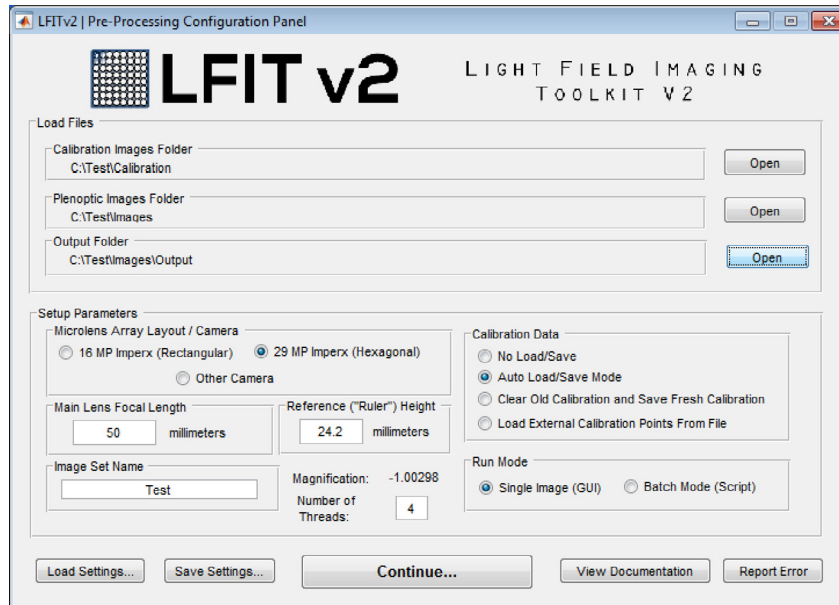 LFITv2 | Pre-Processing Configuration Panel
LFIT v2
LIGHT FIELD IMAGING
TOOLKIT V2
Load Files
Calibration Images Folder
C:\Test\Calibration
Open
Plenoptic Images Folder
C:\Test\Images
Open
Output Folder
C:\Test\Images\Output
Open
Setup Parameters
Microlens Array Layout / Camera
16 MP Imperx (Rectangular)
29 MP Imperx (Hexagonal)
Other Camera
Main Lens Focal Length
50 millimeters
Reference ("Ruler") Height
24.2 millimeters
Image Set Name
Test
Magnification: -1.00298
Number of
Threads:
4
Calibration Data
No Load/Save
Auto Load/Save Mode
Clear Old Calibration and Save Fresh Calibration
Load External Calibration Points From File
Run Mode
Single Image (GUI)
Batch Mode (Script)
Load Settings...
Save Settings...
Continue...
View Documentation
Report Error